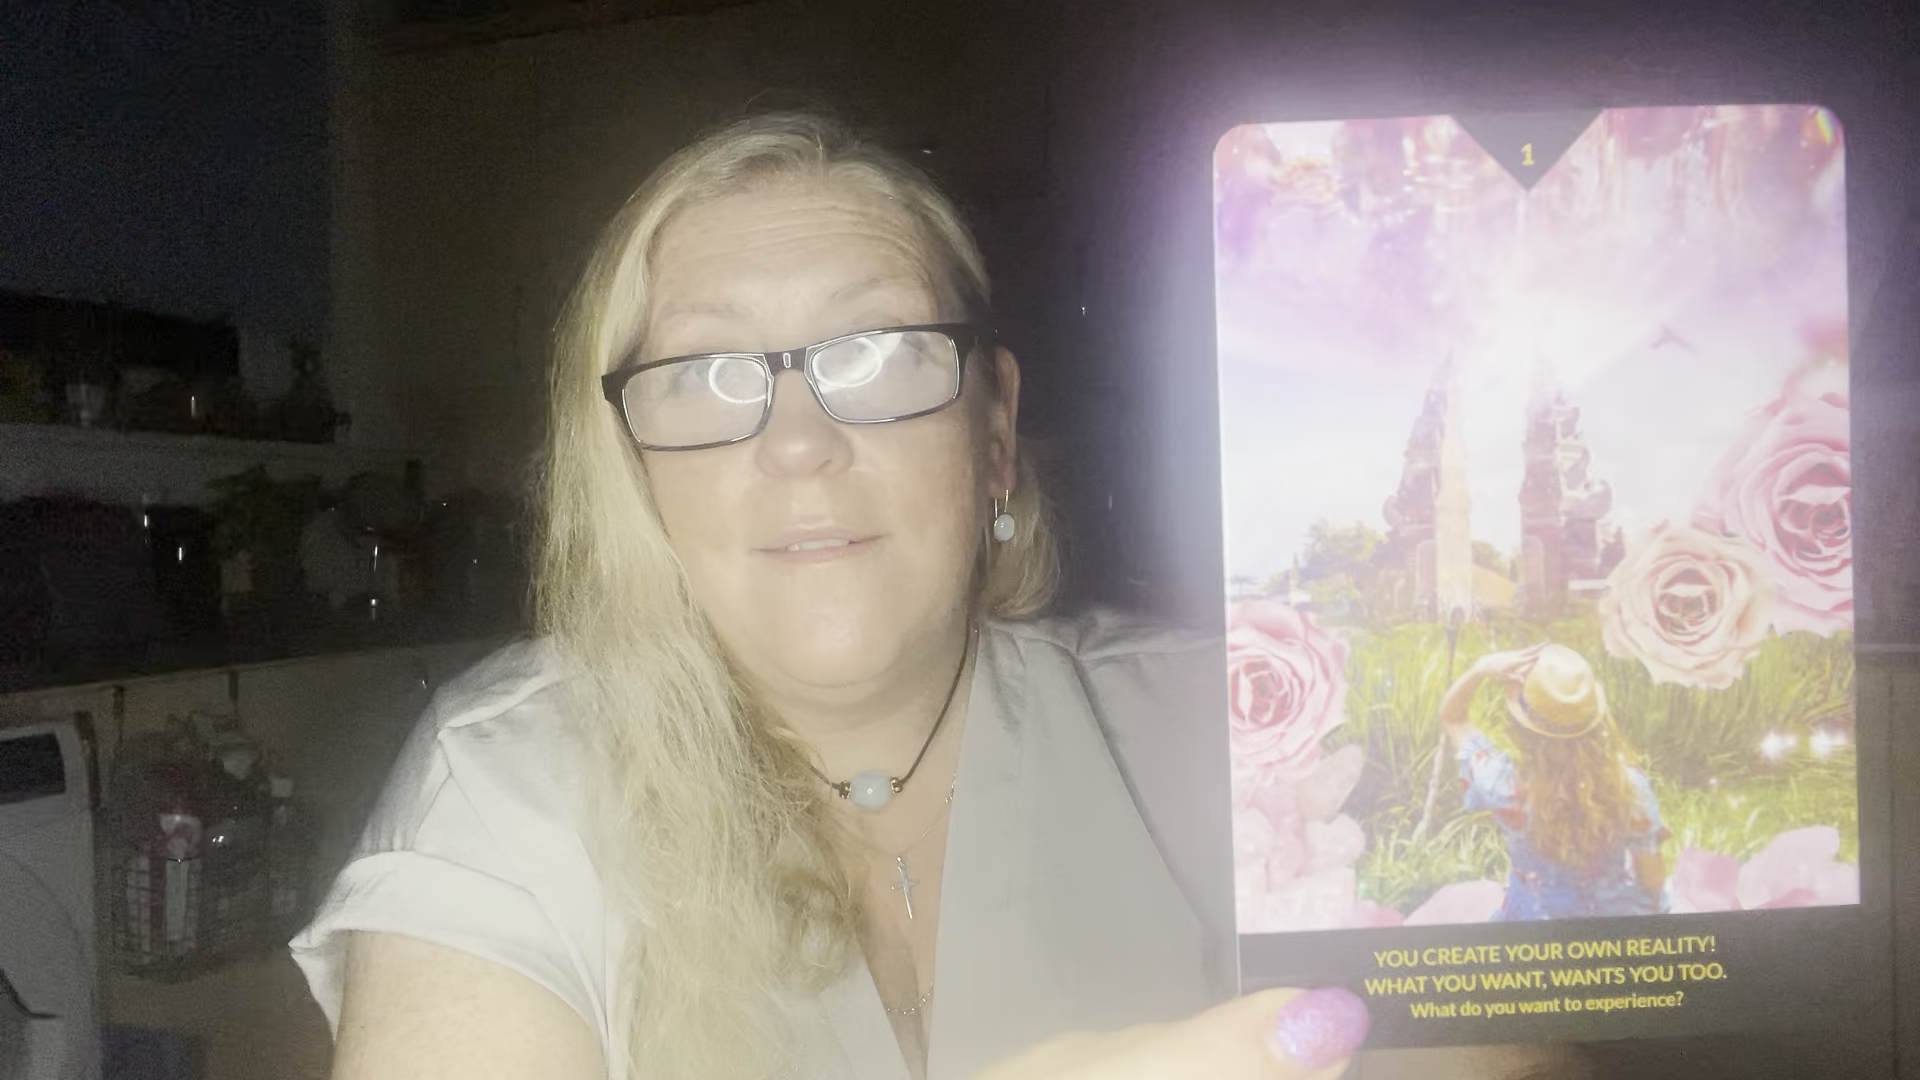 1
YOU CREATE YOUR OWN REALITY!
WHAT YOU WANT, WANTS YOU TOO.
What do you want to experience?